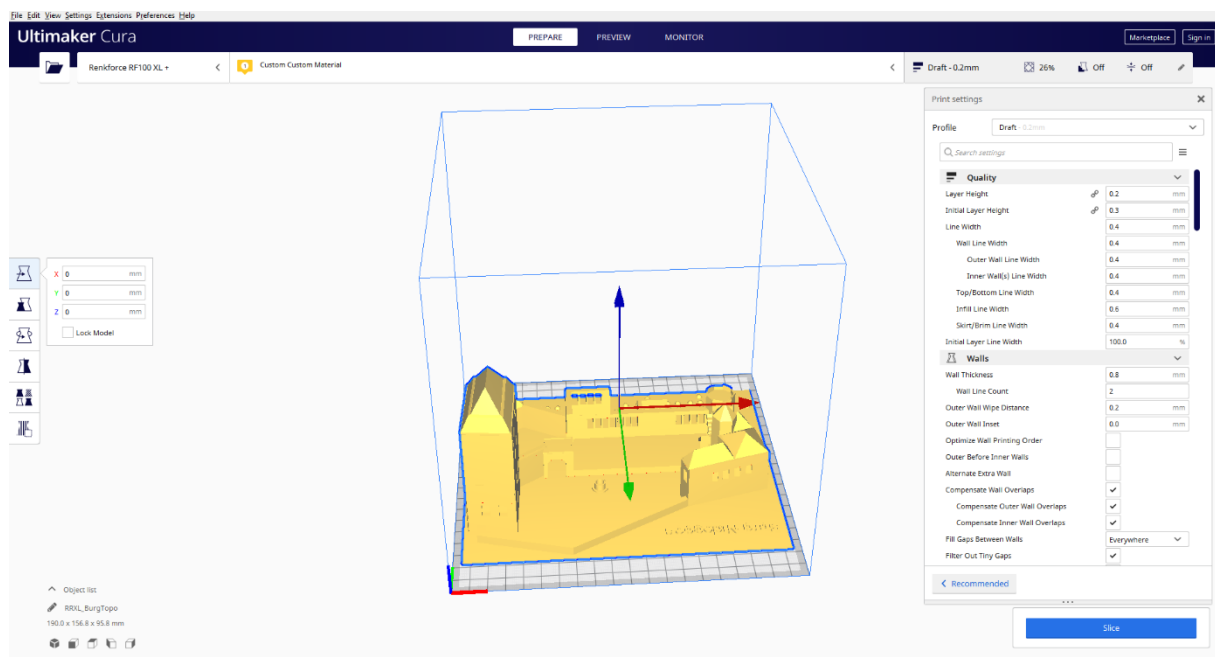 File Edit View Settings Extensions Preferences Help
Ultimaker Cura
PREPARE PREVIEW MONITOR
Marketplace Sign in
Renkforce RF100 XL +
1 Custom Custom Material
Draft - 0.2mm 26% Off Off
Print settings
Profile Draft - 0.2mm
Search settings
Quality
Layer Height 0.2 mm
Initial Layer Height 0.3 mm
Line Width 0.4 mm
Wall Line Width 0.4 mm
Outer Wall Line Width 0.4 mm
Inner Wall(s) Line Width 0.4 mm
Top/Bottom Line Width 0.4 mm
Infill Line Width 0.6 mm
Skirt/Brim Line Width 0.4 mm
Initial Layer Line Width 100.0 %
Walls
Wall Thickness 0.8 mm
Wall Line Count 2
Outer Wall Wipe Distance 0.2 mm
Outer Wall Inset 0.0 mm
Optimize Wall Printing Order
Outer Before Inner Walls
Alternate Extra Wall
Compensate Wall Overlaps
Compensate Outer Wall Overlaps
Compensate Inner Wall Overlaps
Fill Gaps Between Walls Everywhere
Filter Out Tiny Gaps
Recommended
Slice
X 0 mm
Y 0 mm
Z 0 mm
Lock Model
Object list
RRXL_BurgTopo
190.0 x 156.8 x 95.8 mm